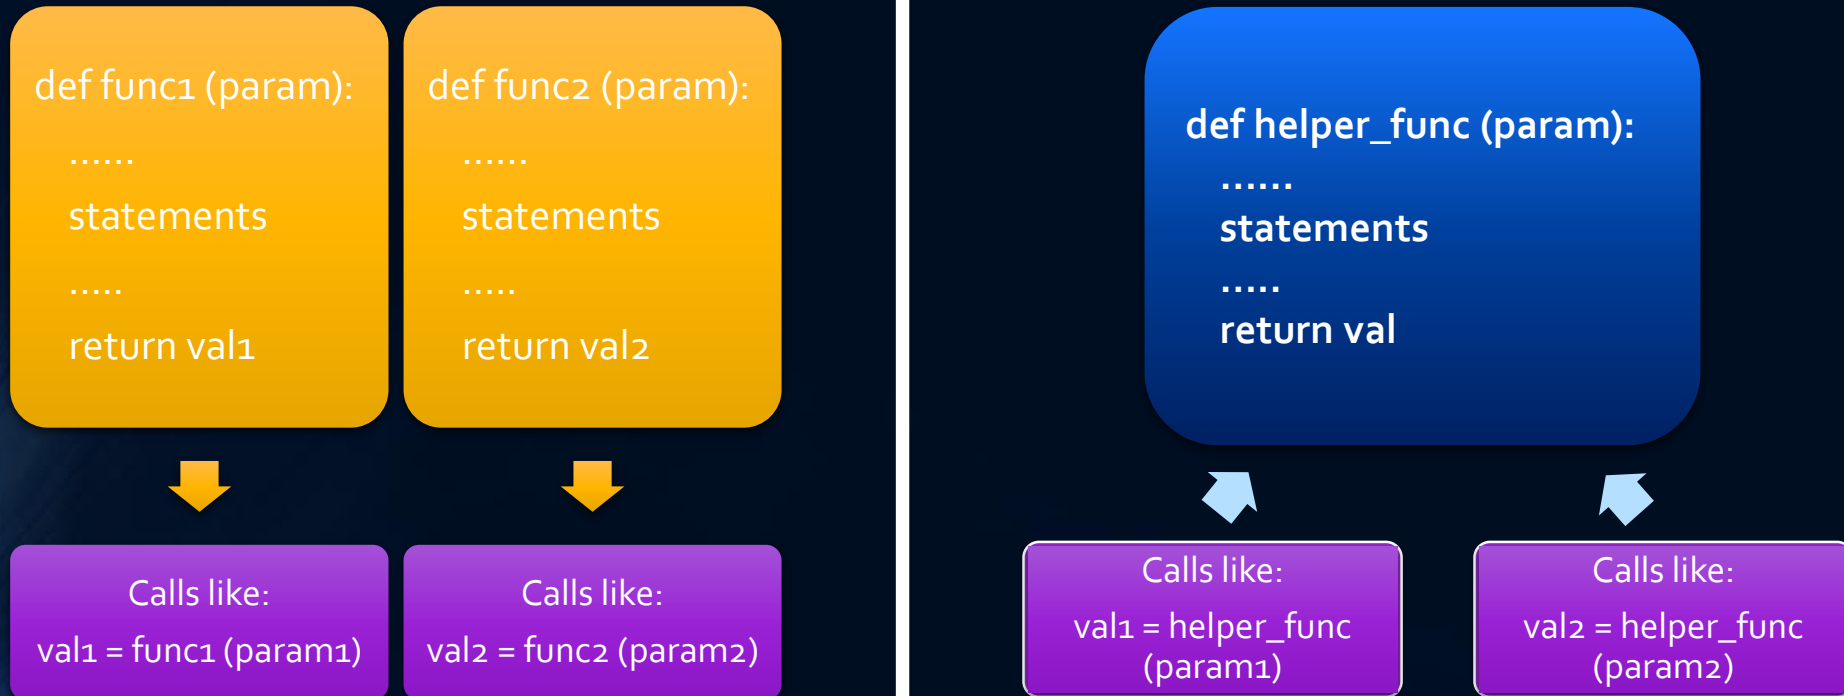 def func1 (param):
......
statements
.....
return val1
def func2 (param):
......
statements
.....
return val2
Calls like:
val1 = func1 (param1)
Calls like:
val2 = func2 (param2)
def helper_func (param):
......
statements
.....
return val
Calls like:
val1 = helper_func
(param1)
Calls like:
val2 = helper_func
(param2)